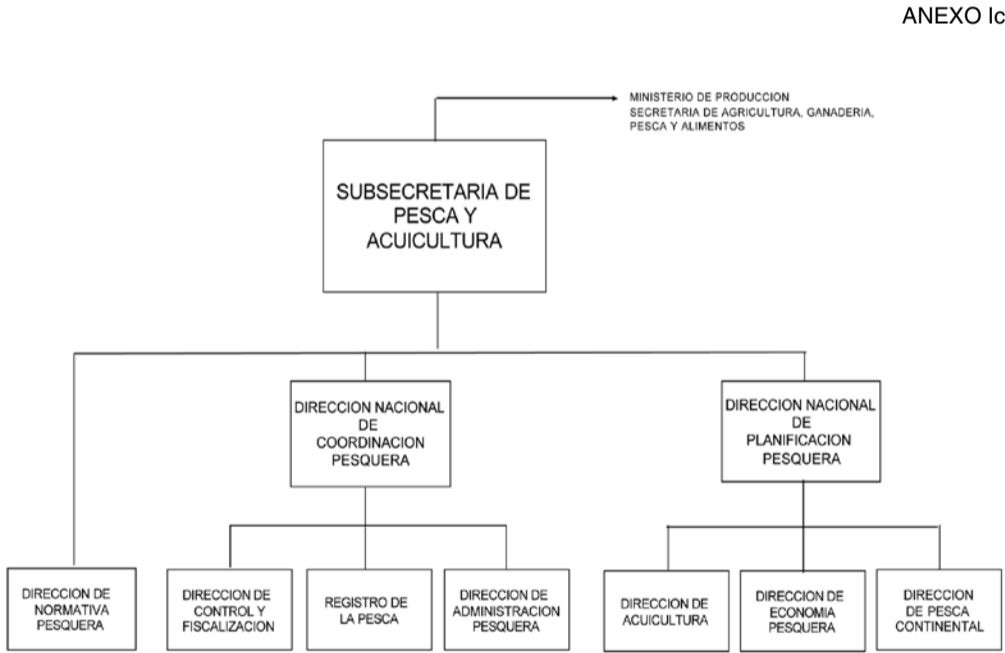 ANEXO Ic
MINISTERIO DE PRODUCCION
SECRETARIA DE AGRICULTURA, GANADERIA,
PESCA Y ALIMENTOS
SUBSECRETARIA DE
PESCA Y
ACUICULTURA
DIRECCION NACIONAL
DE
COORDINACION
PESQUERA
DIRECCION NACIONAL
DE
PLANIFICACION
PESQUERA
DIRECCION DE
NORMATIVA
PESQUERA
DIRECCION DE
CONTROL Y
FISCALIZACION
REGISTRO DE
LA PESCA
DIRECCION DE
ADMINISTRACION
PESQUERA
DIRECCION DE
ACUICULTURA
DIRECCION DE
ECONOMIA
PESQUERA
DIRECCION
DE PESCA
CONTINENTAL